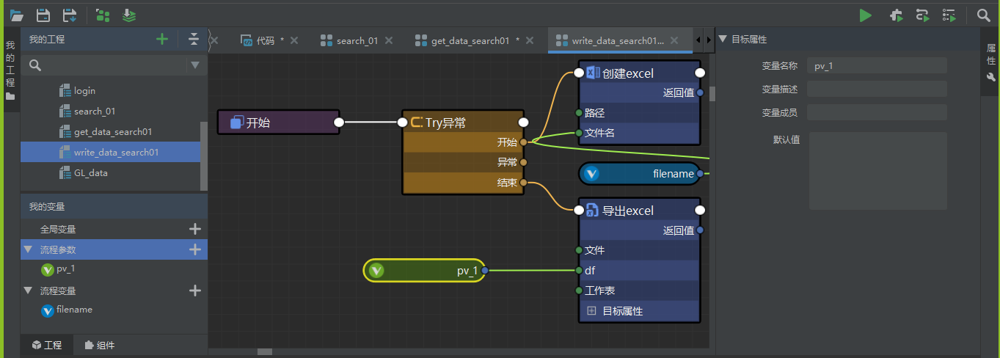 我的工程
我的工程
login
search_01
get_data_search01
write_data_search01
GL_data
我的变量
全局变量
流程参数
pv_1
流程变量
filename
工程
组件
代码 *
search_01
get_data_search01 *
write_data_search01...
开始
Try异常
开始
异常
结束
pv_1
创建excel
返回值
路径
文件名
filename
导出excel
返回值
文件
df
工作表
目标属性
目标属性
变量名称 pv_1
变量描述
变量成员
默认值
属性